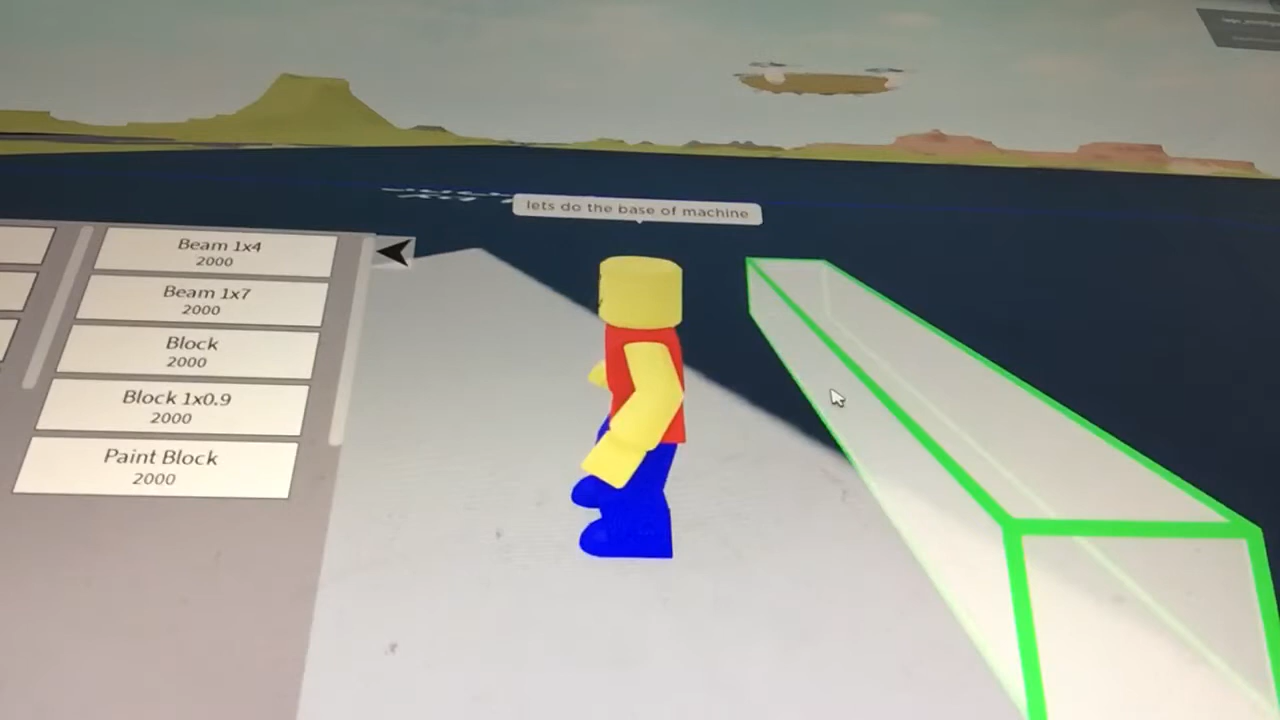 lets do the base of machine
Beam 1x4
2000
Beam 1x7
2000
Block
2000
Block 1x0.9
2000
Paint Block
2000